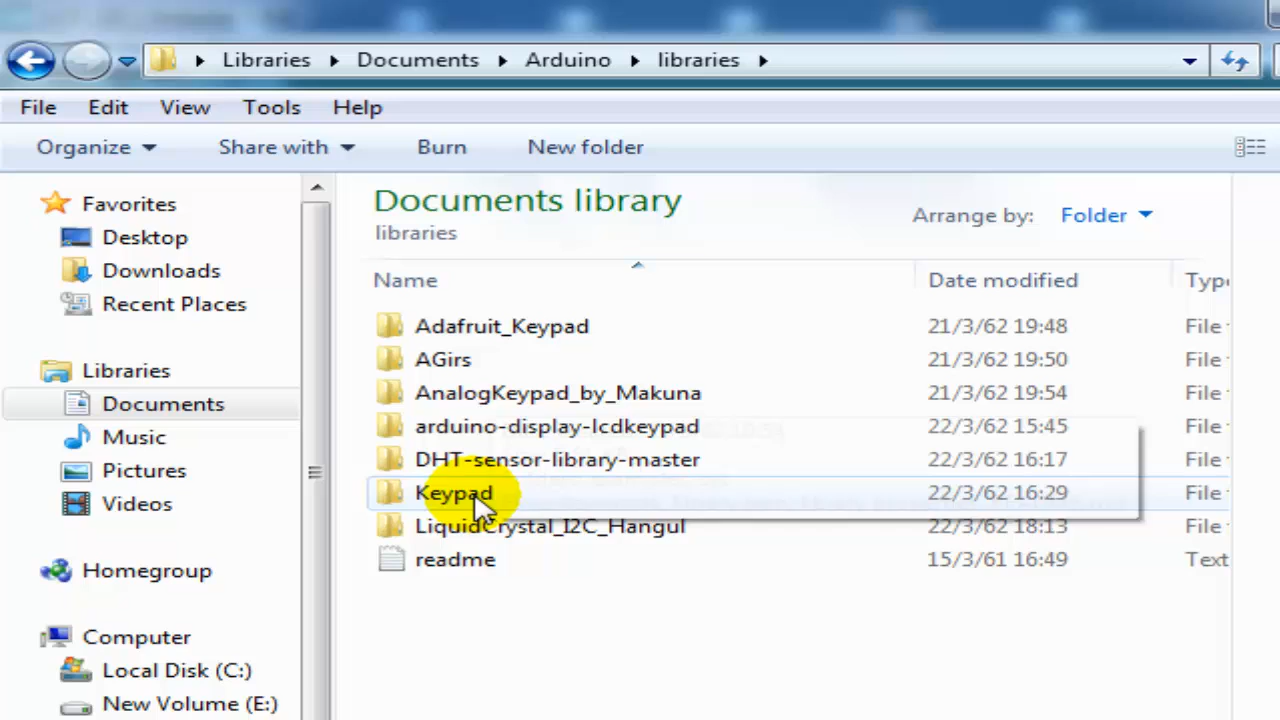 Libraries Documents Arduino libraries
File Edit View Tools Help
Organize Share with Burn New folder
Favorites
Desktop
Downloads
Recent Places
Libraries
Documents
Music
Pictures
Videos
Homegroup
Computer
Local Disk (C:)
New Volume (E:)
Documents library
libraries
Arrange by: Folder
Name Date modified Type
Adafruit_Keypad 21/3/62 19:48 File
AGirs 21/3/62 19:50 File
AnalogKeypad_by_Makuna 21/3/62 19:54 File
arduino-display-lcdkeypad 22/3/62 15:45 File
DHT-sensor-library-master 22/3/62 16:17 File
Keypad 22/3/62 16:29 File
LiquidCrystal_I2C_Hangul 22/3/62 18:13 File
readme 15/3/61 16:49 Text